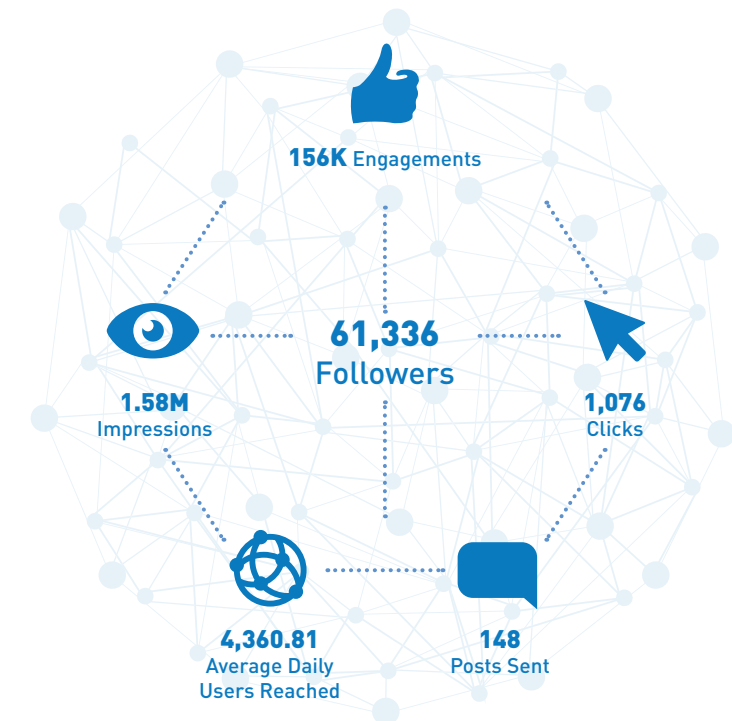 156K Engagements
61,336
Followers
1.58M
Impressions
1,076
Clicks
4,360.81
Average Daily
Users Reached
148
Posts Sent